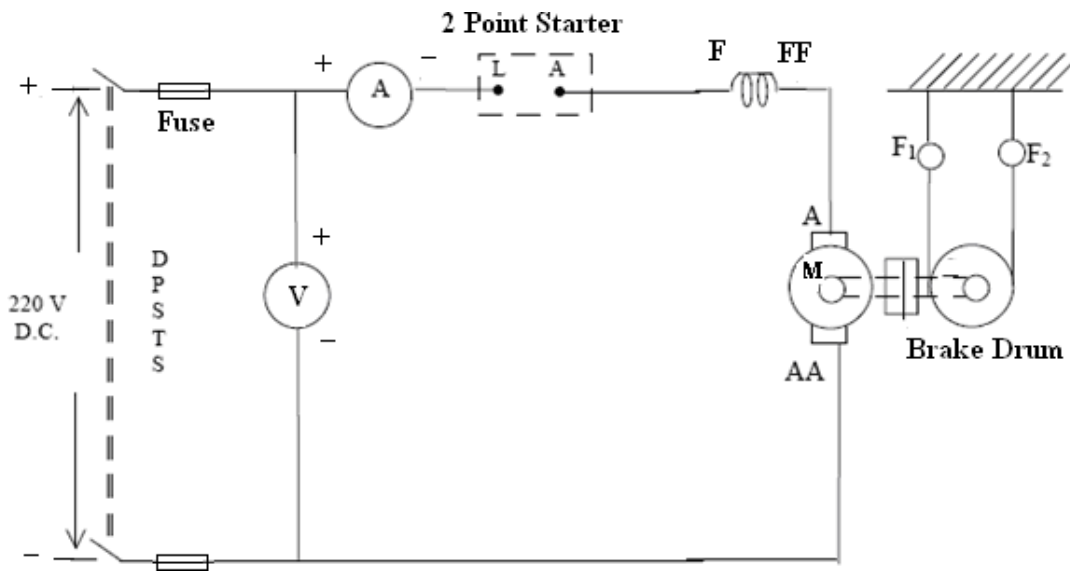 2 Point Starter
+
+
−
L
A
F
FF
A
Fuse
F1
F2
+
A
D
P
S
T
S
M
V
220 V
D.C.
−
Brake Drum
AA
−